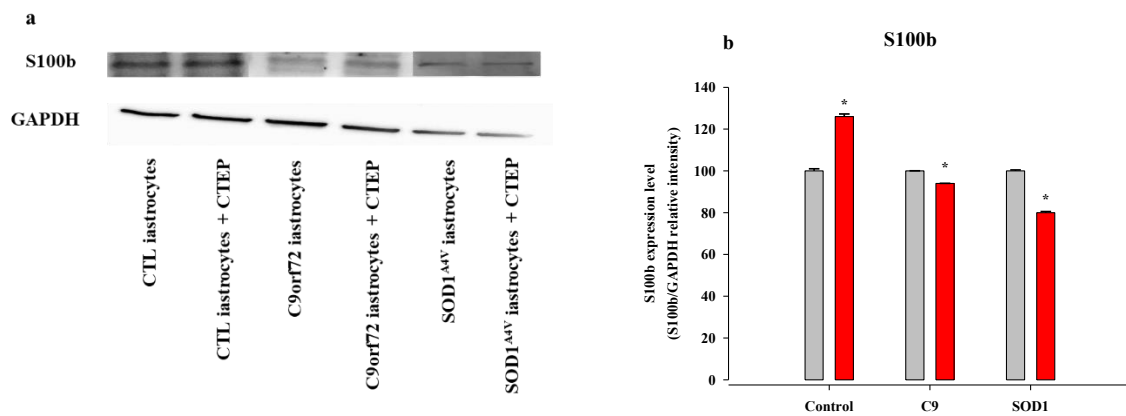 a
S100b
GAPDH
CTL iastrocytes
CTL iastrocytes + CTEP
C9orf72 iastrocytes
C9orf72 iastrocytes + CTEP
SOD1ᴬ⁴ⱽ iastrocytes
SOD1ᴬ⁴ⱽ iastrocytes + CTEP
b
S100b
S100b expression level
(S100b/GAPDH relative intensity)
140
120
100
80
60
40
20
0
*
*
*
Control
C9
SOD1